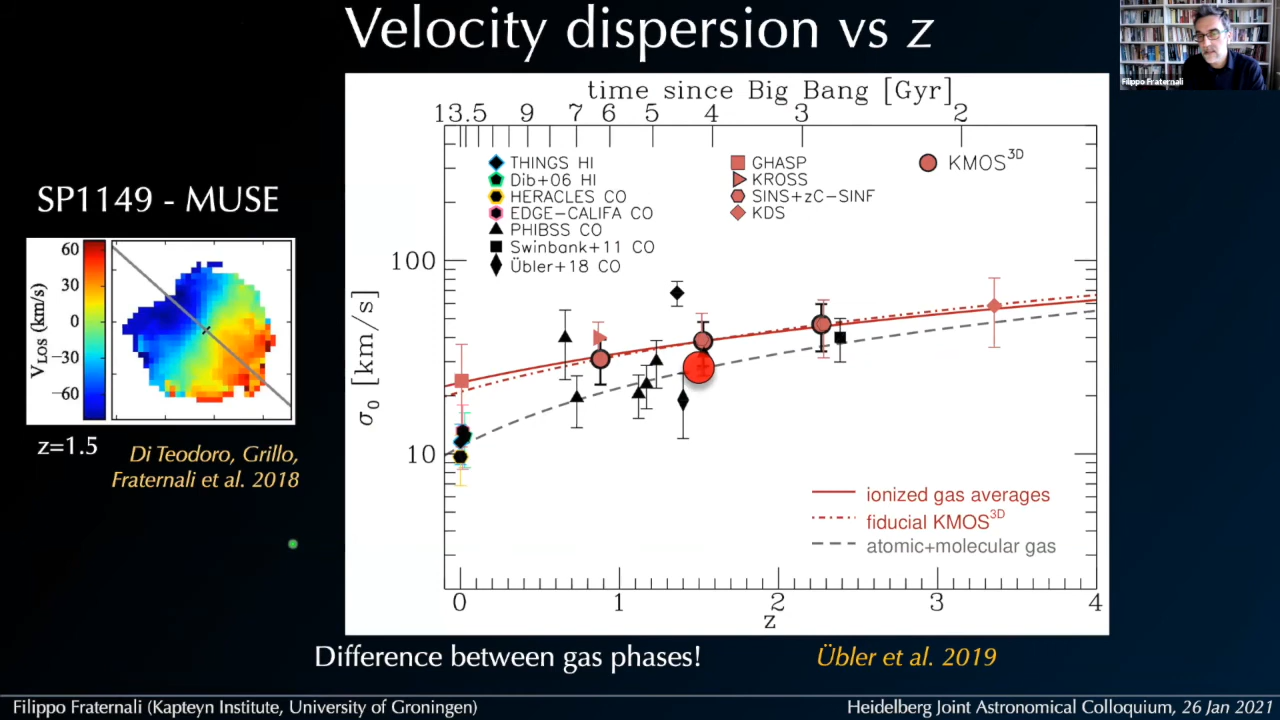 Velocity dispersion vs z
Filippo Fraternali
SP1149 - MUSE
60
30
0
−30
−60
VLOS (km/s)
z=1.5
Di Teodoro, Grillo,
Fraternali et al. 2018
time since Big Bang [Gyr]
13.5 9 7 6 5 4 3 2
THINGS HI
Dib+06 HI
HERACLES CO
EDGE−CALIFA CO
PHIBSS CO
Swinbank+11 CO
Übler+18 CO
GHASP
KROSS
SINS+zC−SINF
KDS
KMOS3D
100
10
σ0 [km/s]
ionized gas averages
fiducial KMOS3D
atomic+molecular gas
0 1 2 3 4
z
Difference between gas phases!
Übler et al. 2019
Filippo Fraternali (Kapteyn Institute, University of Groningen)
Heidelberg Joint Astronomical Colloquium, 26 Jan 2021